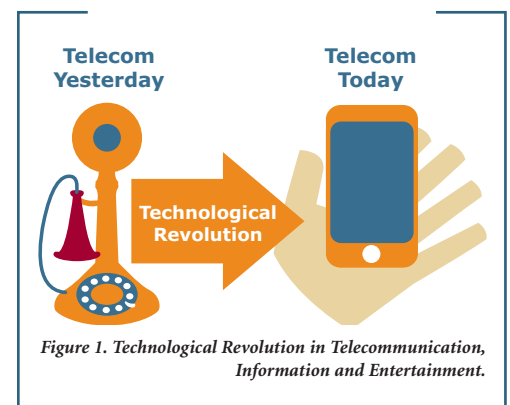 Telecom
Yesterday
Telecom
Today
Technological
Revolution
Figure 1. Technological Revolution in Telecommunication,
Information and Entertainment.